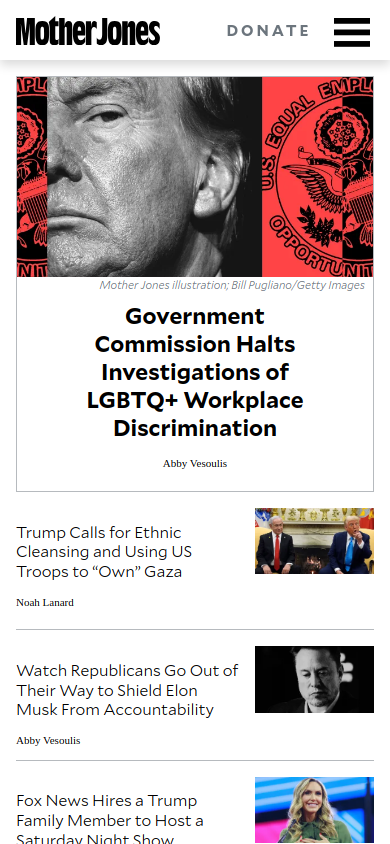 Mother Jones
DONATE
U.S. EQUAL EMPL
OPPORTUNIT
Mother Jones illustration; Bill Pugliano/Getty Images
Government
Commission Halts
Investigations of
LGBTQ+ Workplace
Discrimination
Abby Vesoulis
Trump Calls for Ethnic
Cleansing and Using US
Troops to “Own” Gaza
Noah Lanard
Watch Republicans Go Out of
Their Way to Shield Elon
Musk From Accountability
Abby Vesoulis
Fox News Hires a Trump
Family Member to Host a
Saturday Night Show